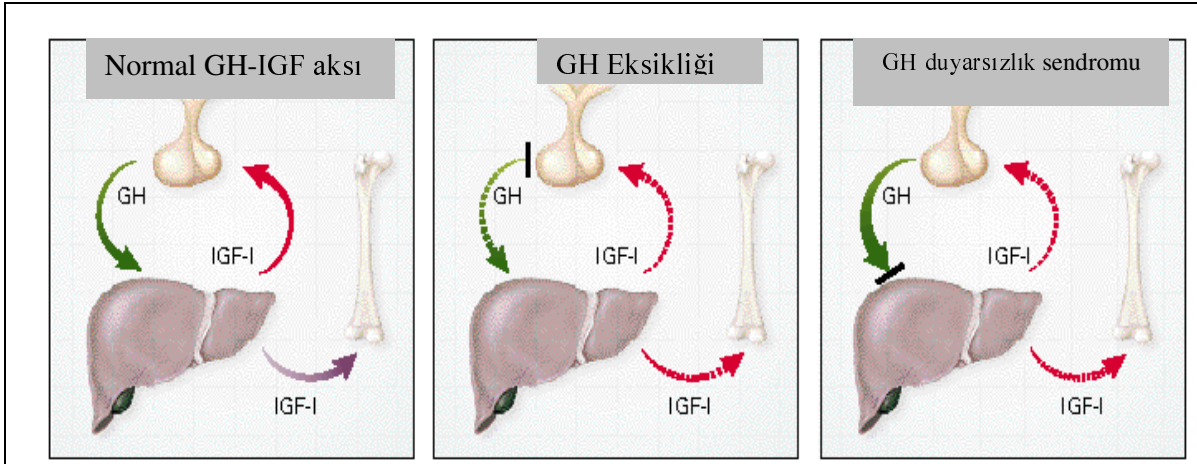 Normal GH-IGF aksı
GH
IGF-I
IGF-I
GH Eksikliği
GH
IGF-I
IGF-I
GH duyarsızlık sendromu
GH
IGF-I
IGF-I